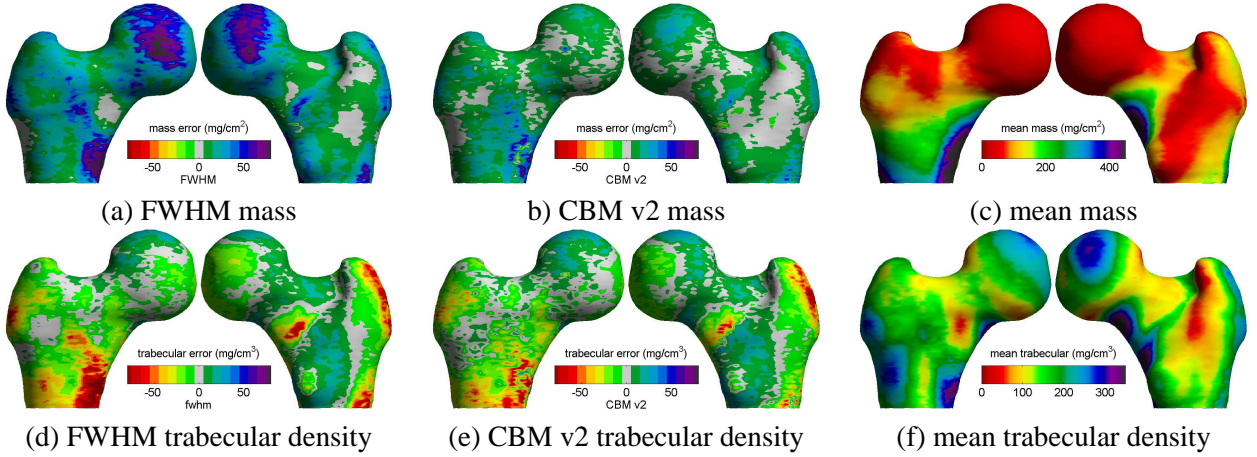 mass error (mg/cm²)
-50 0 50
FWHM
mass error (mg/cm²)
-50 0 50
CBM v2
mean mass (mg/cm²)
0 200 400
(a) FWHM mass
b) CBM v2 mass
(c) mean mass
trabecular error (mg/cm³)
-50 0 50
fwhm
trabecular error (mg/cm³)
-50 0 50
CBM v2
mean trabecular (mg/cm³)
0 100 200 300
(d) FWHM trabecular density
(e) CBM v2 trabecular density
(f) mean trabecular density